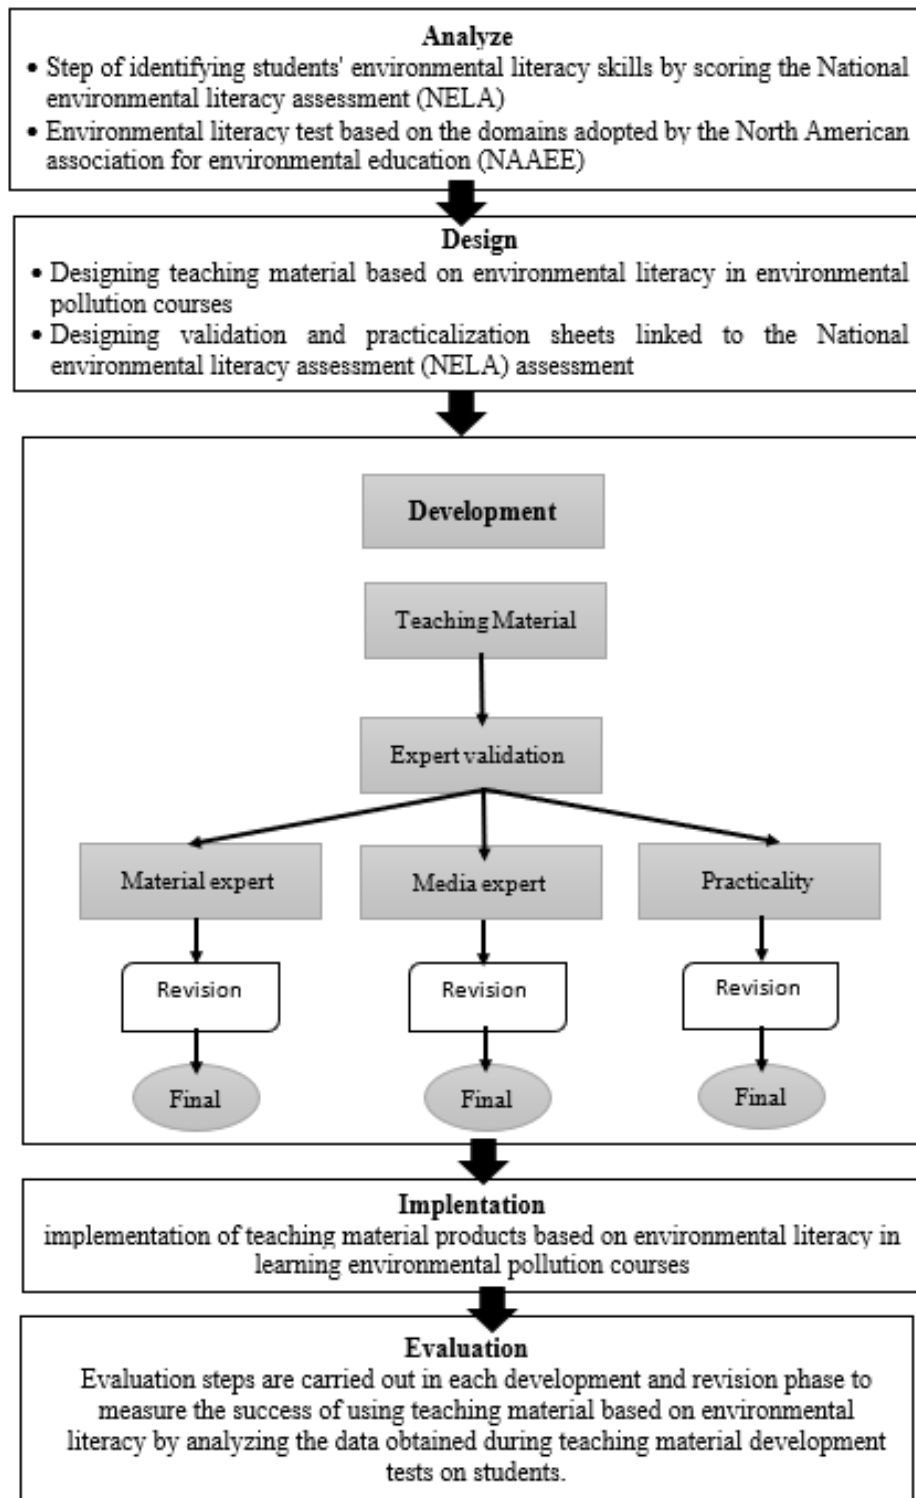 Analyze
• Step of identifying students' environmental literacy skills by scoring the National
environmental literacy assessment (NELA)
• Environmental literacy test based on the domains adopted by the North American
association for environmental education (NAAEE)
Design
• Designing teaching material based on environmental literacy in environmental
pollution courses
• Designing validation and practicalization sheets linked to the National
environmental literacy assessment (NELA) assessment
Development
Teaching Material
Expert validation
Material expert
Media expert
Practicality
Revision
Revision
Revision
Final
Final
Final
Implentation
implementation of teaching material products based on environmental literacy in
learning environmental pollution courses
Evaluation
Evaluation steps are carried out in each development and revision phase to
measure the success of using teaching material based on environmental
literacy by analyzing the data obtained during teaching material development
tests on students.